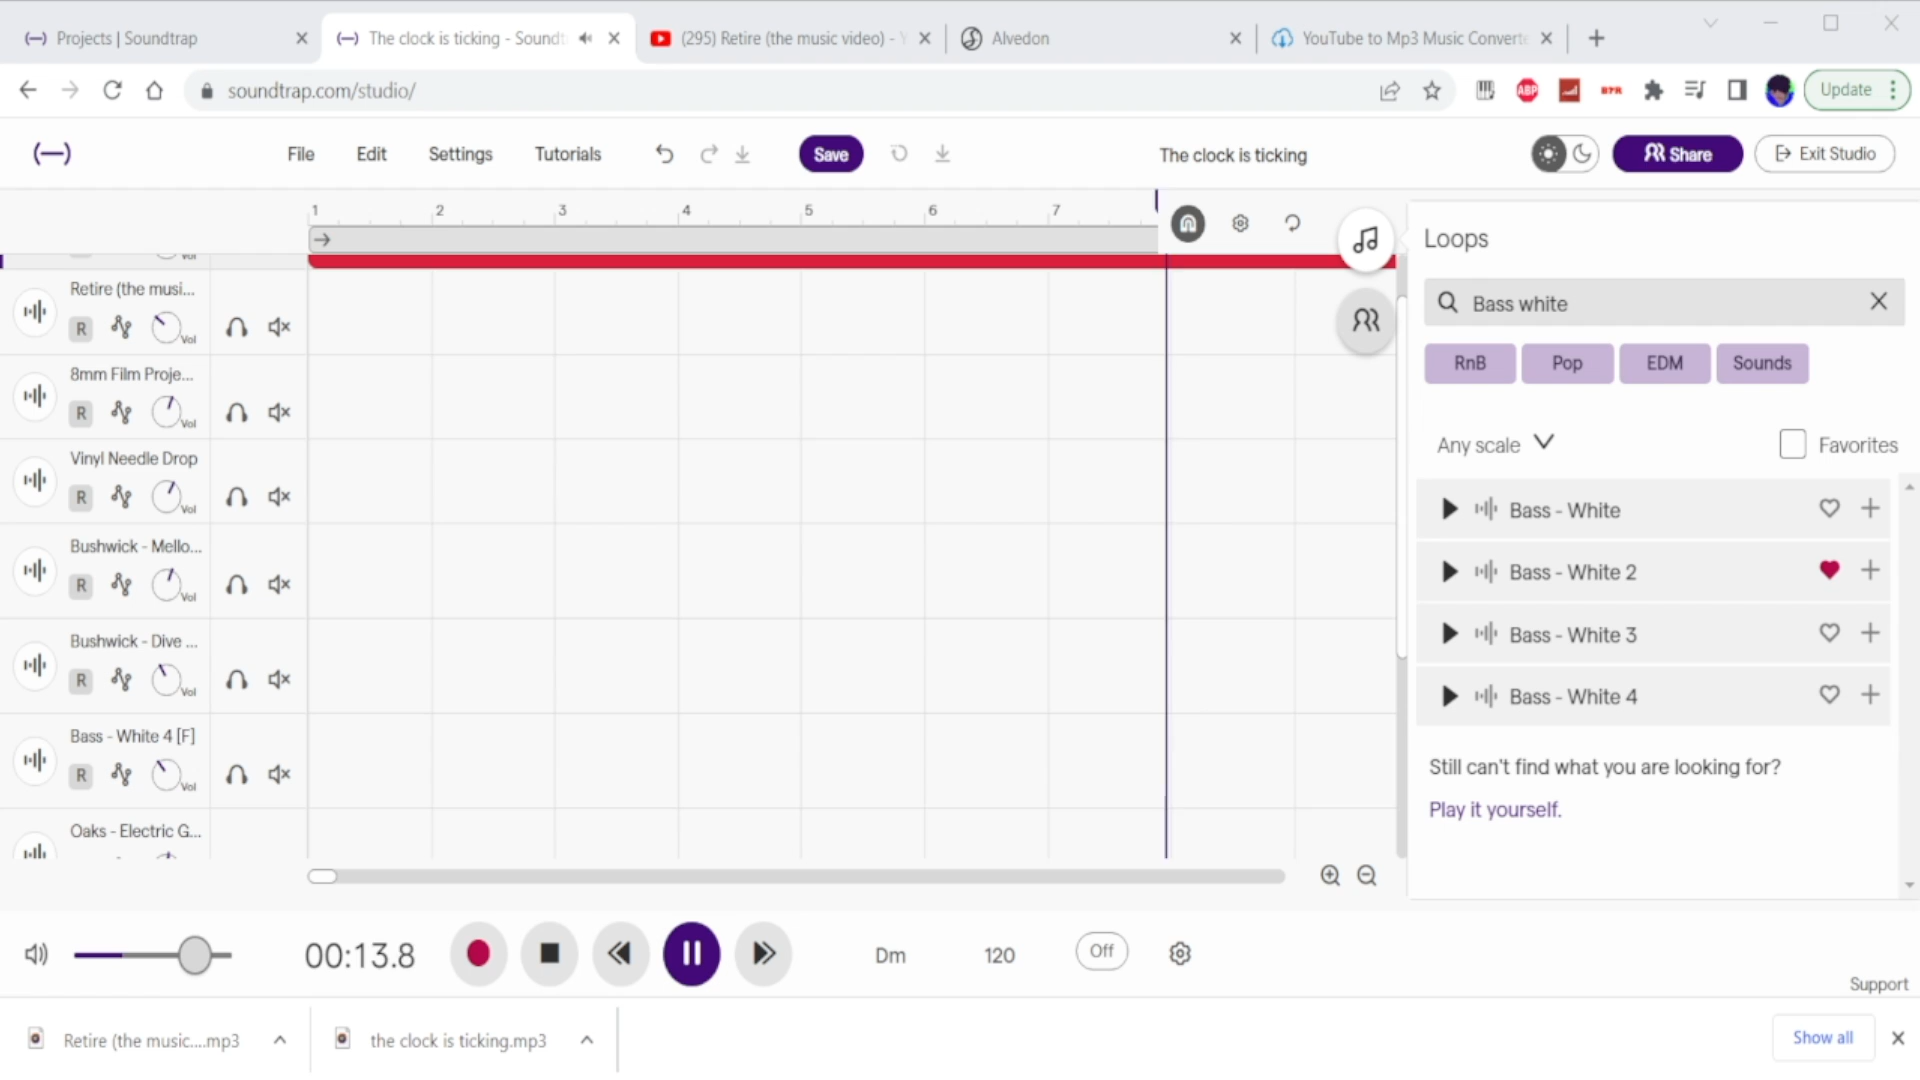 Projects | Soundtrap
The clock is ticking - Soundt
(295) Retire (the music video) - Y
Alvedon
YouTube to Mp3 Music Converte
soundtrap.com/studio/
ABP
Update
File
Edit
Settings
Tutorials
Save
The clock is ticking
Share
Exit Studio
1 2 3 4 5 6 7
Loops
Bass white
RnB
Pop
EDM
Sounds
Any scale
Favorites
Bass - White
Bass - White 2
Bass - White 3
Bass - White 4
Still can't find what you are looking for?
Play it yourself.
Vol
Retire (the musi...
R
Vol
8mm Film Proje...
R
Vol
Vinyl Needle Drop
R
Vol
Bushwick - Mello...
R
Vol
Bushwick - Dive ...
R
Vol
Bass - White 4 [F]
R
Vol
Oaks - Electric G...
00:13.8
Dm
120
Off
Support
Retire (the music....mp3
the clock is ticking.mp3
Show all